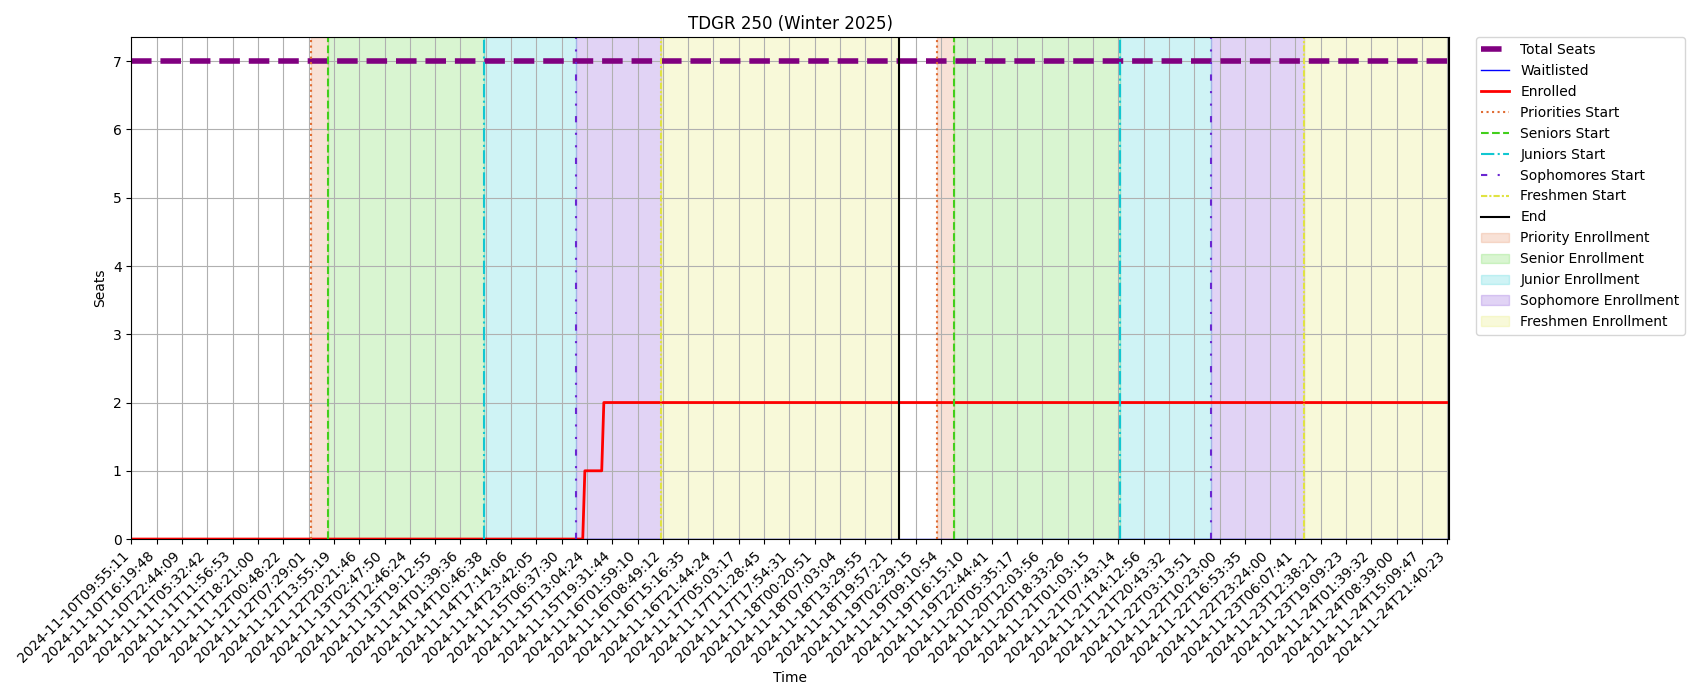 TDGR 250 (Winter 2025)
Seats
7
6
5
4
3
2
1
0
2024-11-10T09:55:11
2024-11-10T16:19:48
2024-11-10T22:44:09
2024-11-11T05:32:42
2024-11-11T11:56:53
2024-11-11T18:21:00
2024-11-12T00:48:22
2024-11-12T07:29:01
2024-11-12T13:55:19
2024-11-12T20:21:46
2024-11-13T02:47:50
2024-11-13T12:46:24
2024-11-13T19:12:55
2024-11-14T01:39:36
2024-11-14T10:46:38
2024-11-14T17:14:06
2024-11-14T23:42:05
2024-11-15T06:37:30
2024-11-15T13:04:24
2024-11-15T19:31:44
2024-11-16T01:59:10
2024-11-16T08:49:12
2024-11-16T15:16:35
2024-11-16T21:44:24
2024-11-17T05:03:17
2024-11-17T11:28:45
2024-11-17T17:54:31
2024-11-18T00:20:51
2024-11-18T07:03:04
2024-11-18T13:29:55
2024-11-18T19:57:21
2024-11-19T02:29:15
2024-11-19T09:10:54
2024-11-19T16:15:10
2024-11-19T22:44:41
2024-11-20T05:35:17
2024-11-20T12:03:56
2024-11-20T18:33:26
2024-11-21T01:03:15
2024-11-21T07:43:14
2024-11-21T14:12:56
2024-11-21T20:43:32
2024-11-22T03:13:51
2024-11-22T10:23:00
2024-11-22T16:53:35
2024-11-22T23:24:00
2024-11-23T06:07:41
2024-11-23T12:38:21
2024-11-23T19:09:23
2024-11-24T01:39:32
2024-11-24T08:39:00
2024-11-24T15:09:47
2024-11-24T21:40:23
Time
Total Seats
Waitlisted
Enrolled
Priorities Start
Seniors Start
Juniors Start
Sophomores Start
Freshmen Start
End
Priority Enrollment
Senior Enrollment
Junior Enrollment
Sophomore Enrollment
Freshmen Enrollment